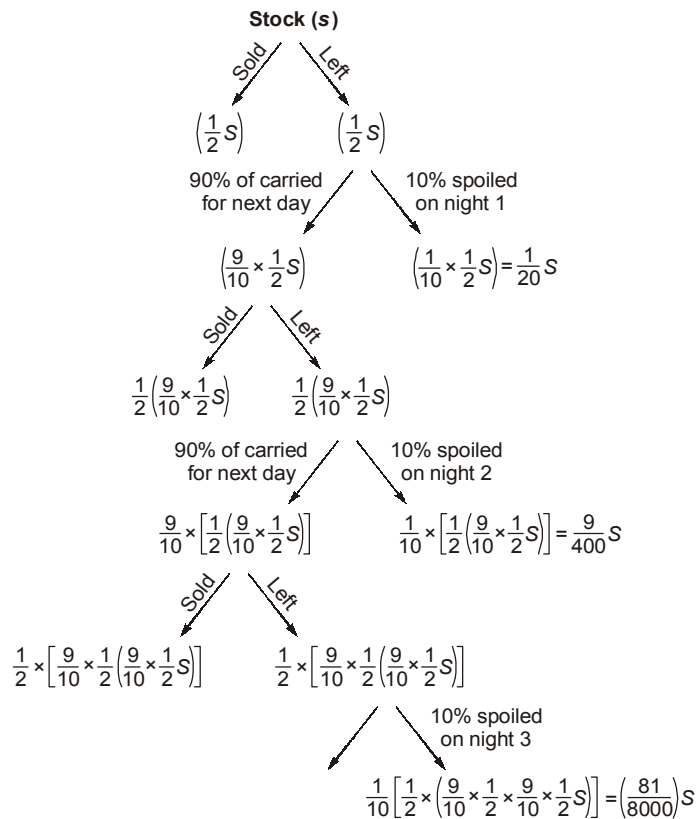 Stock (s)
Sold Left
(1/2 S) (1/2 S)
90% of carried
for next day
10% spoiled
on night 1
(9/10 × 1/2 S) (1/10 × 1/2 S) = 1/20 S
Sold Left
1/2 (9/10 × 1/2 S) 1/2 (9/10 × 1/2 S)
90% of carried
for next day
10% spoiled
on night 2
9/10 × [1/2 (9/10 × 1/2 S)] 1/10 × [1/2 (9/10 × 1/2 S)] = 9/400 S
Sold Left
1/2 × [9/10 × 1/2 (9/10 × 1/2 S)] 1/2 × [9/10 × 1/2 (9/10 × 1/2 S)]
10% spoiled
on night 3
1/10 [1/2 × (9/10 × 1/2 × 9/10 × 1/2 S)] = (81/8000) S